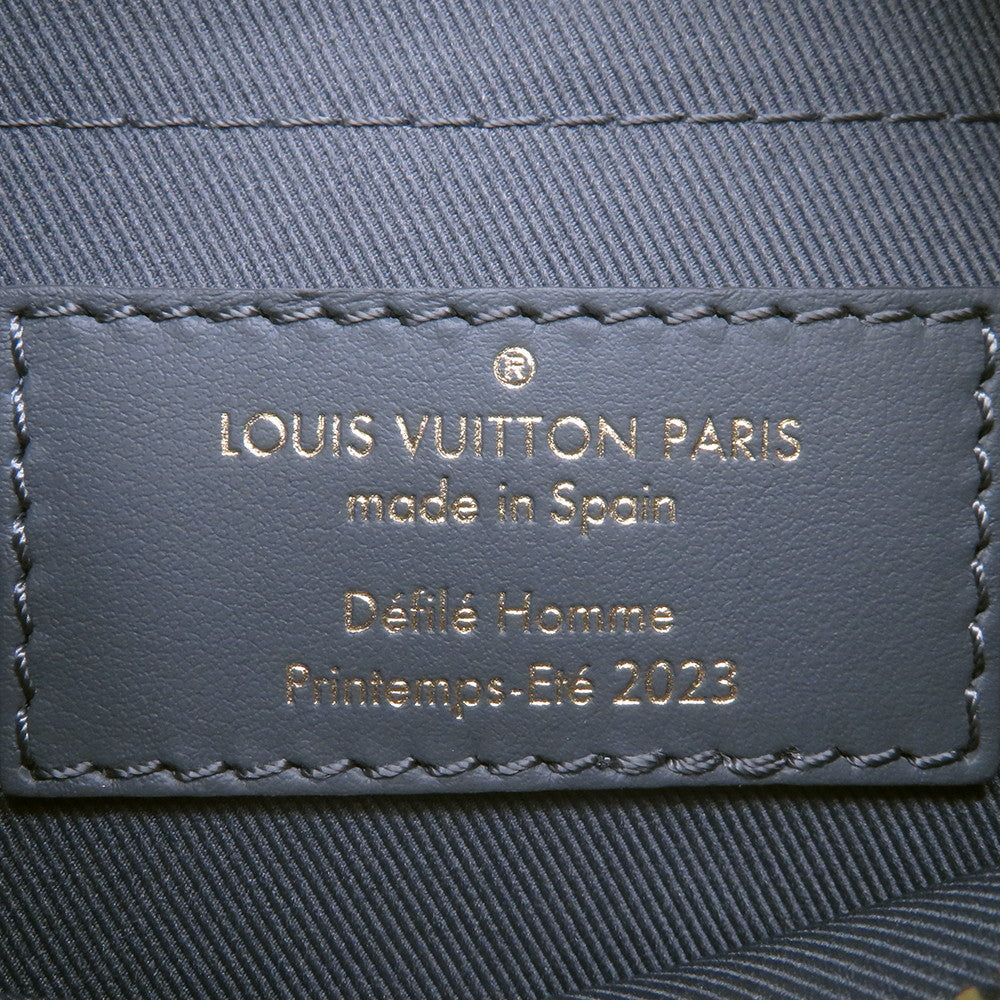 ®
LOUIS VUITTON PARIS
made in Spain
Défilé Homme
Printemps-Eté 2023